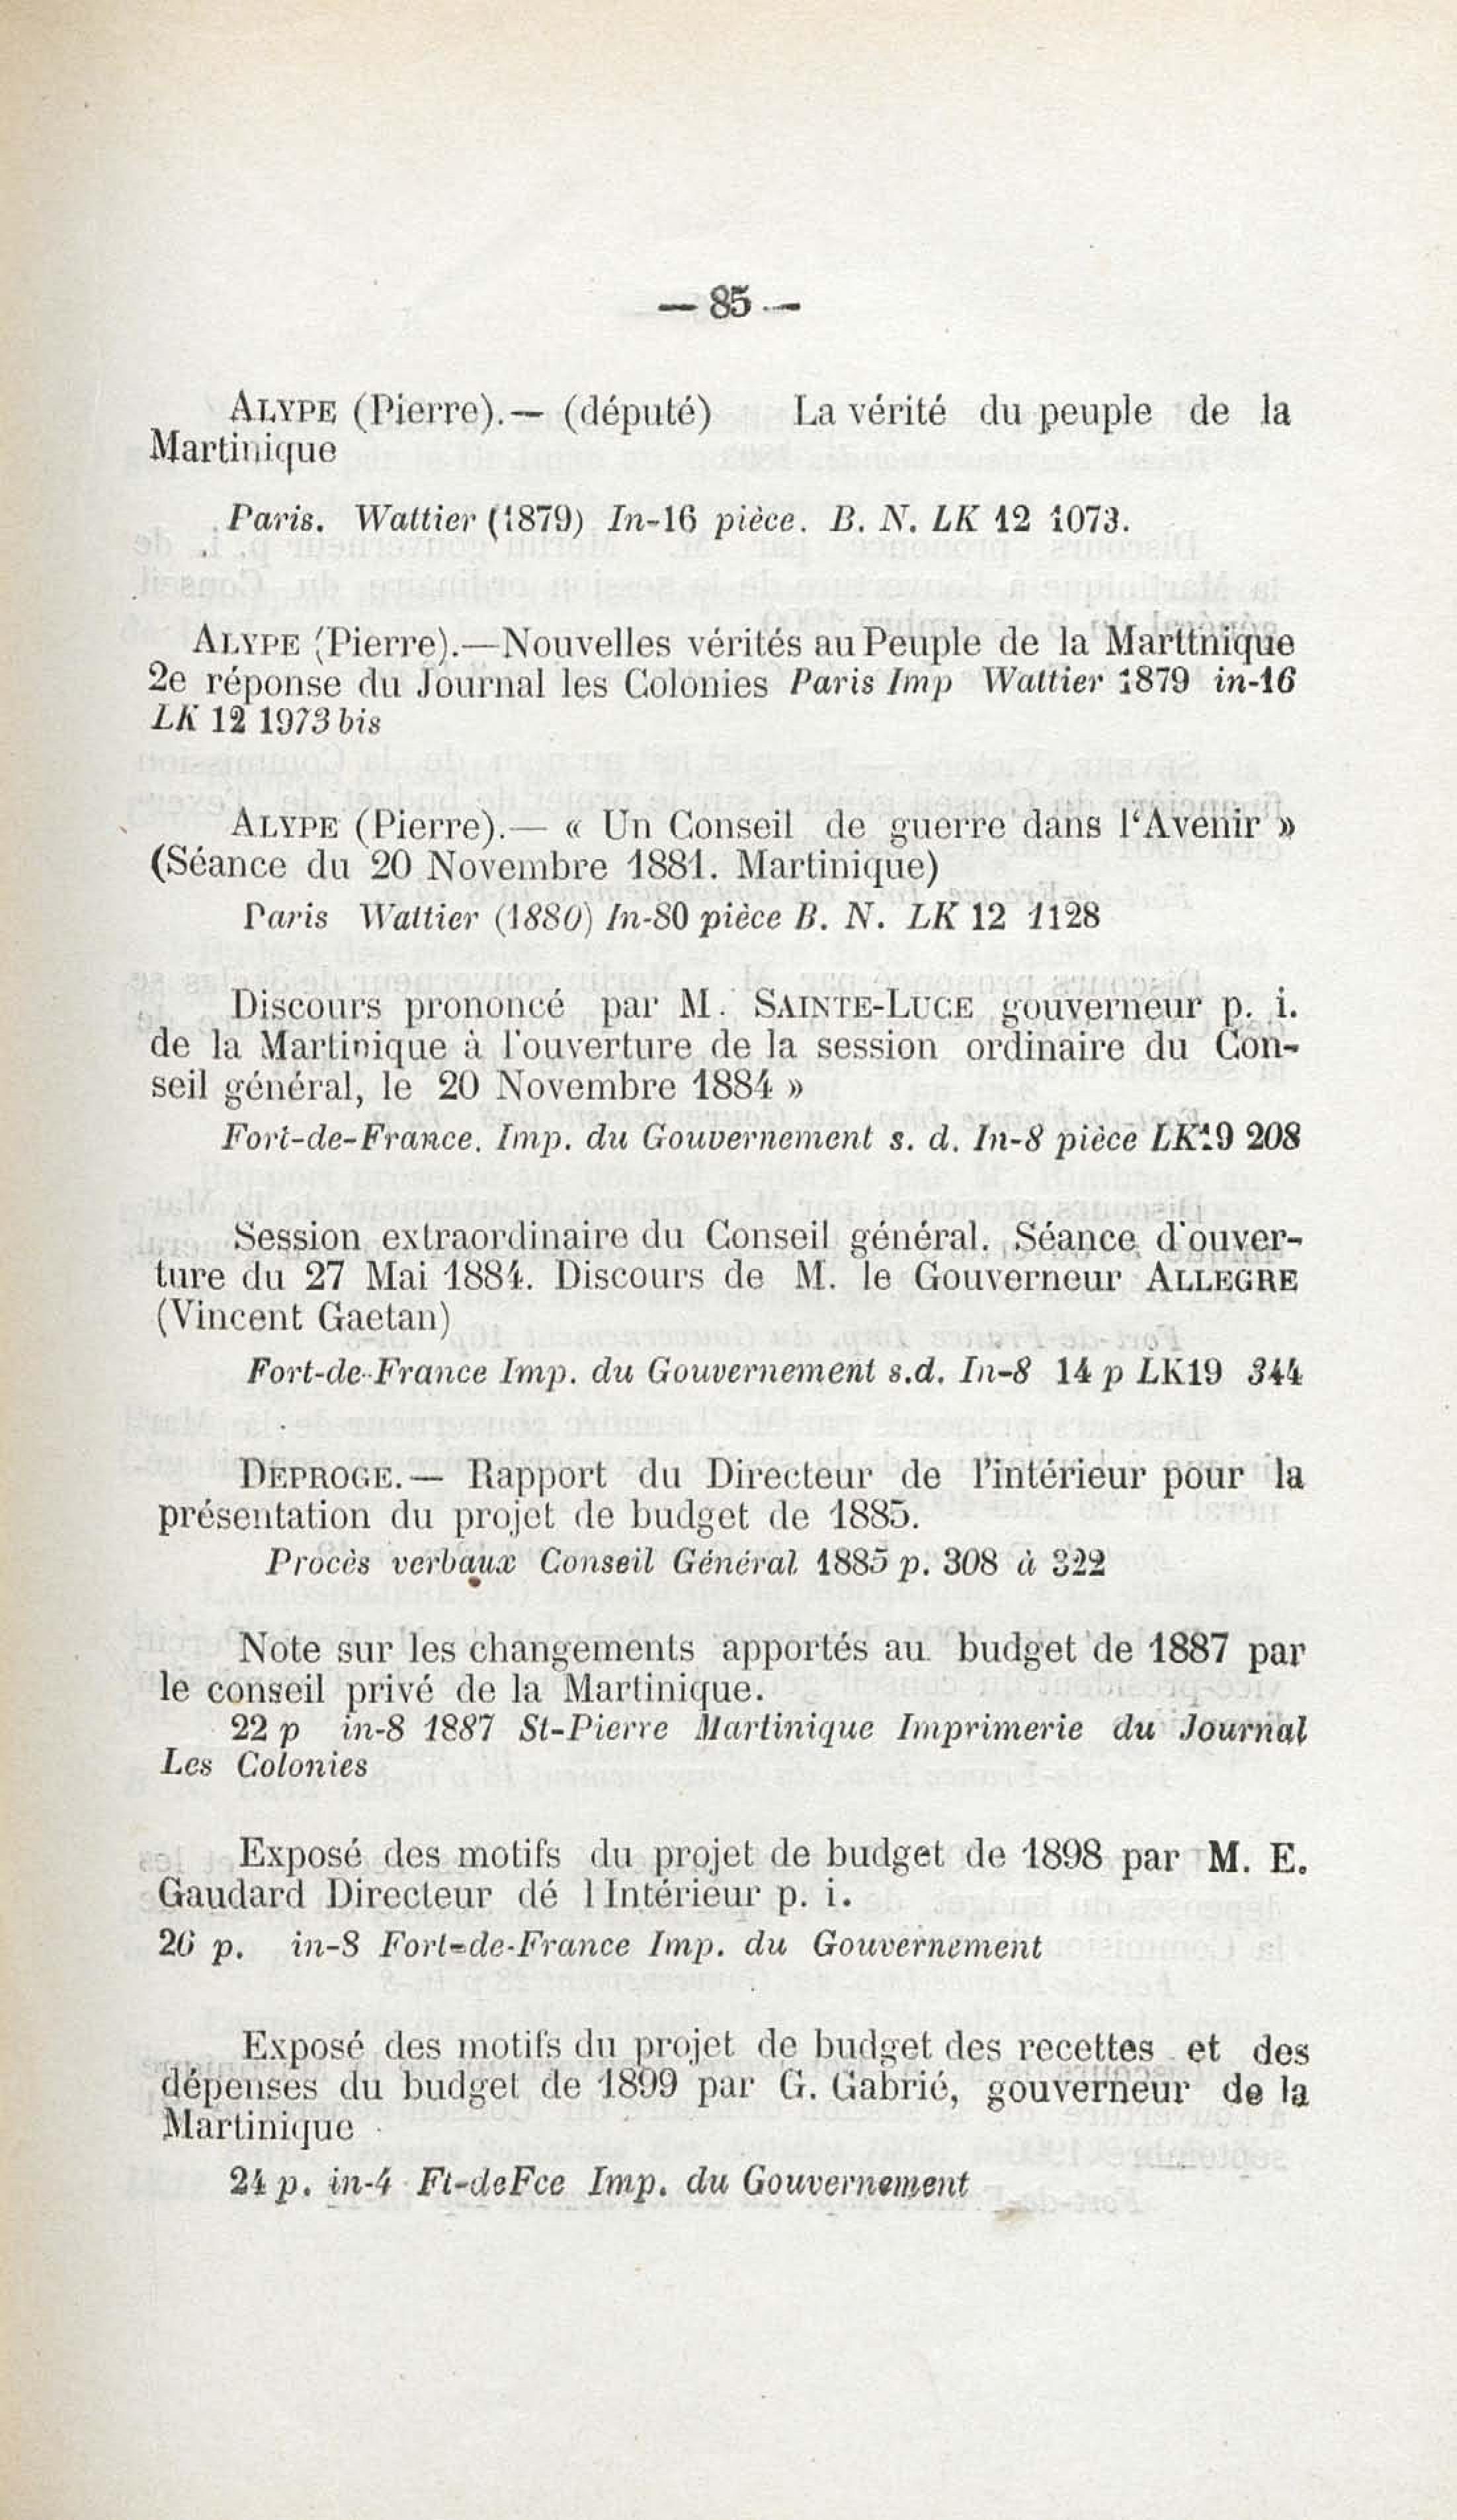 — 85 —
ALYPE (Pierre).— (député) La vérité du peuple de la
Martinique
Paris. Wattier (1879) In-16 pièce. B. N. LK 12 1073.
ALYPE (Pierre).—Nouvelles vérités au Peuple de la Marttnique
2e réponse du Journal les Colonies Paris Imp Wattier 1879 in-16
LK 12 1973 bis
ALYPE (Pierre).— « Un Conseil de guerre dans l'Avenir »
(Séance du 20 Novembre 1881. Martinique)
Paris Wattier (1880) In-80 pièce B. N. LK 12 1128
Discours prononcé par M. SAINTE-LUCE gouverneur p. i.
de la Martinique à l'ouverture de la session ordinaire du Con-
seil général, le 20 Novembre 1884 »
Fort-de-France. Imp. du Gouvernement s. d. In-8 pièce LK19 208
Session extraordinaire du Conseil général. Séance d'ouver-
ture du 27 Mai 1884. Discours de M. le Gouverneur ALLEGRE
(Vincent Gaetan)
Fort-de-France Imp. du Gouvernement s.d. In-8 14 p LK19 344
DEPROGE.— Rapport du Directeur de l'intérieur pour la
présentation du projet de budget de 1885.
Procès verbaux Conseil Général 1885 p. 308 à 322
Note sur les changements apportés au budget de 1887 par
le conseil privé de la Martinique.
22 p in-8 1887 St-Pierre Martinique Imprimerie du Journal
Les Colonies
Exposé des motifs du projet de budget de 1898 par M. E.
Gaudard Directeur dé l Intérieur p. i.
26 p. in-8 Fort-de-France Imp. du Gouvernement
Exposé des motifs du projet de budget des recettes et des
dépenses du budget de 1899 par G. Gabrié, gouverneur de la
Martinique
24 p. in-4 Ft-deFce Imp. du Gouvernement